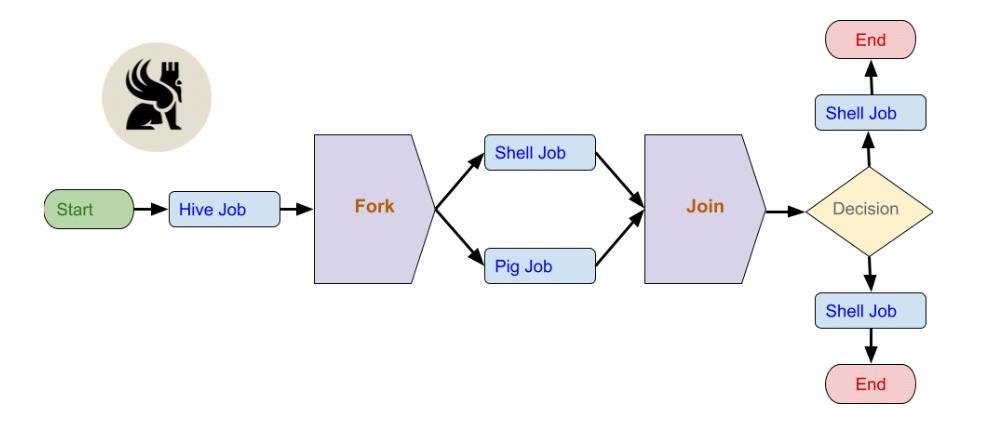 Start
Hive Job
Fork
Shell Job
Pig Job
Join
Decision
Shell Job
End
Shell Job
End